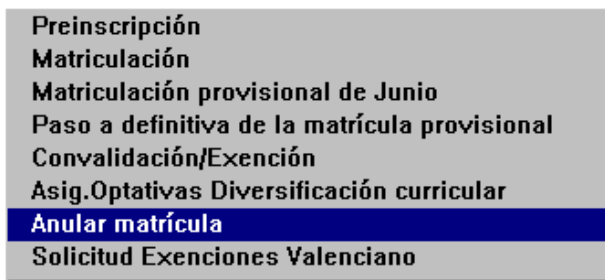 Preinscripción
Matriculación
Matriculación provisional de Junio
Paso a definitiva de la matrícula provisional
Convalidación/Exención
Asig.Optativas Diversificación curricular
Anular matrícula
Solicitud Exenciones Valenciano